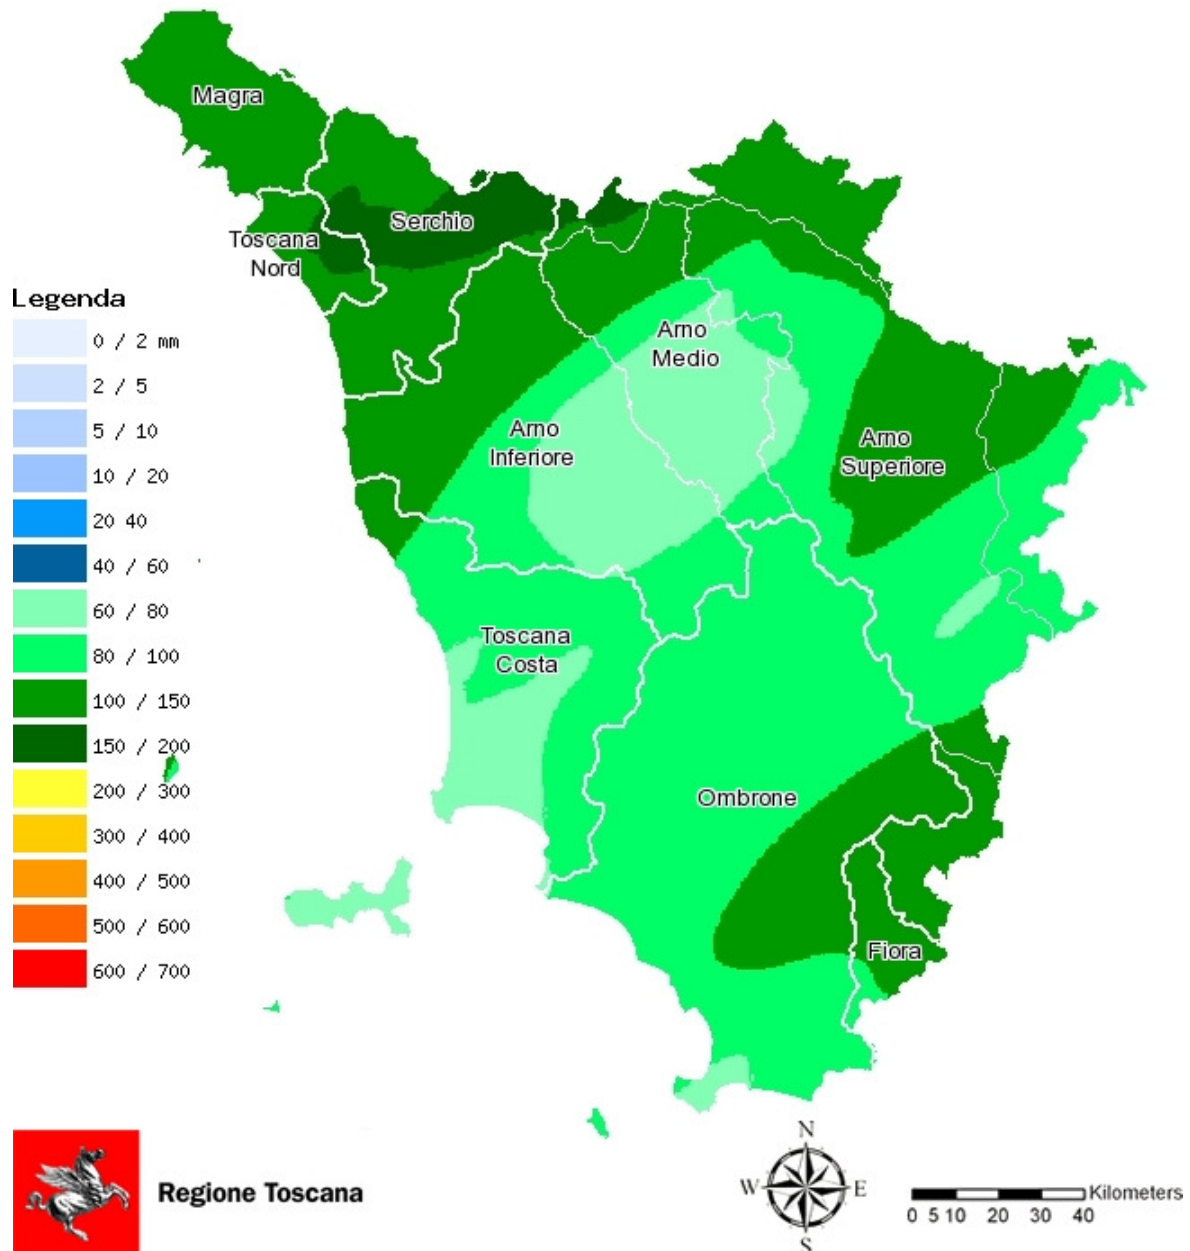 Magra
Serchio
Toscana
Nord
Legenda
0 / 2 mm
2 / 5
5 / 10
10 / 20
20 40
40 / 60
60 / 80
80 / 100
100 / 150
150 / 200
200 / 300
300 / 400
400 / 500
500 / 600
600 / 700
Arno
Medio
Arno
Inferiore
Arno
Superiore
Toscana
Costa
Ombrone
Fiora
Regione Toscana
N
W
E
S
Kilometers
0 5 10 20 30 40